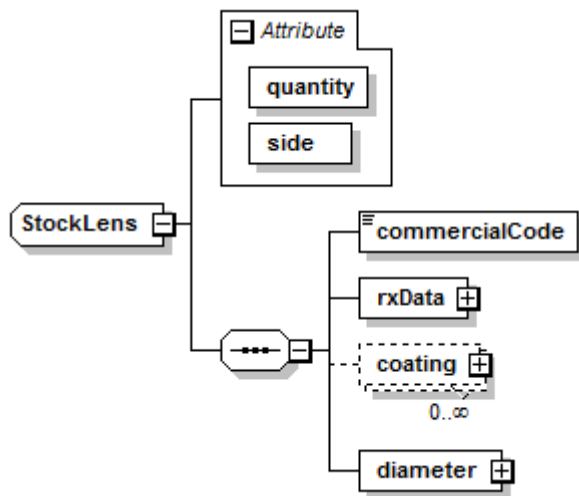 Attribute
quantity
side
StockLens
commercialCode
rxData
coating
0..∞
diameter